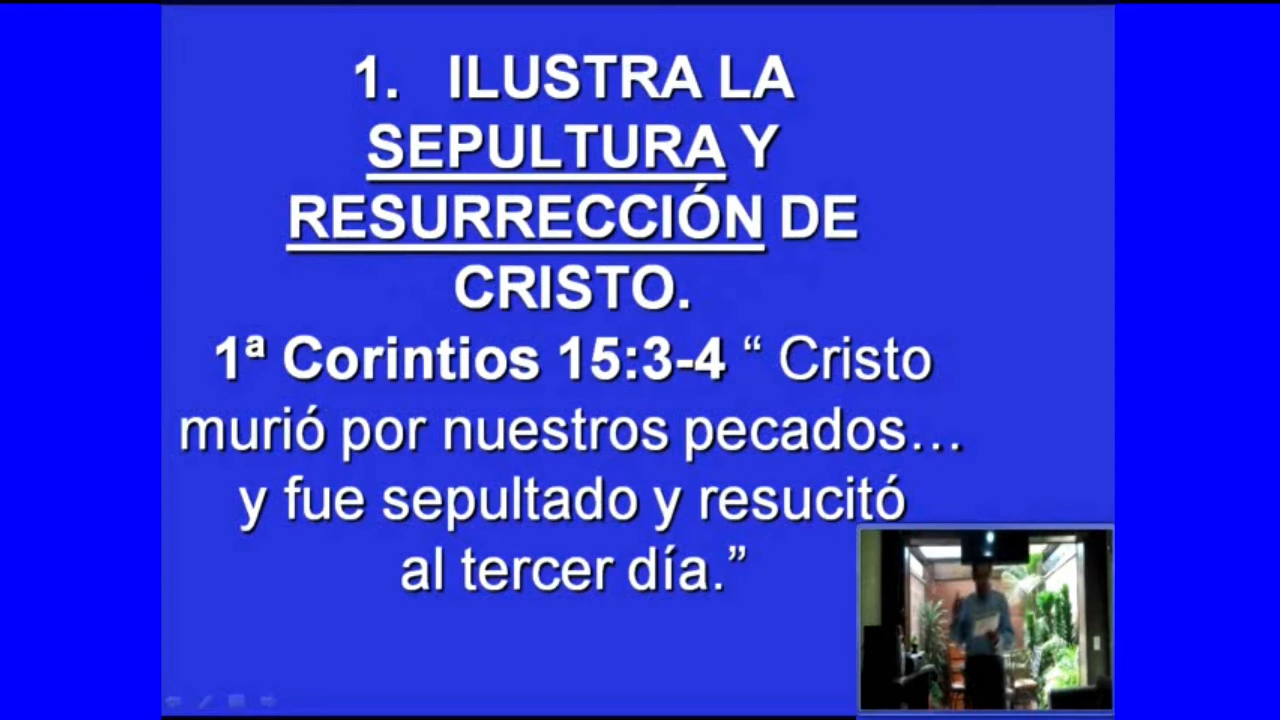 1. ILUSTRA LA
SEPULTURA Y
RESURRECCIÓN DE
CRISTO.
1ª Corintios 15:3-4 “ Cristo
murió por nuestros pecados…
y fue sepultado y resucitó
al tercer día.”